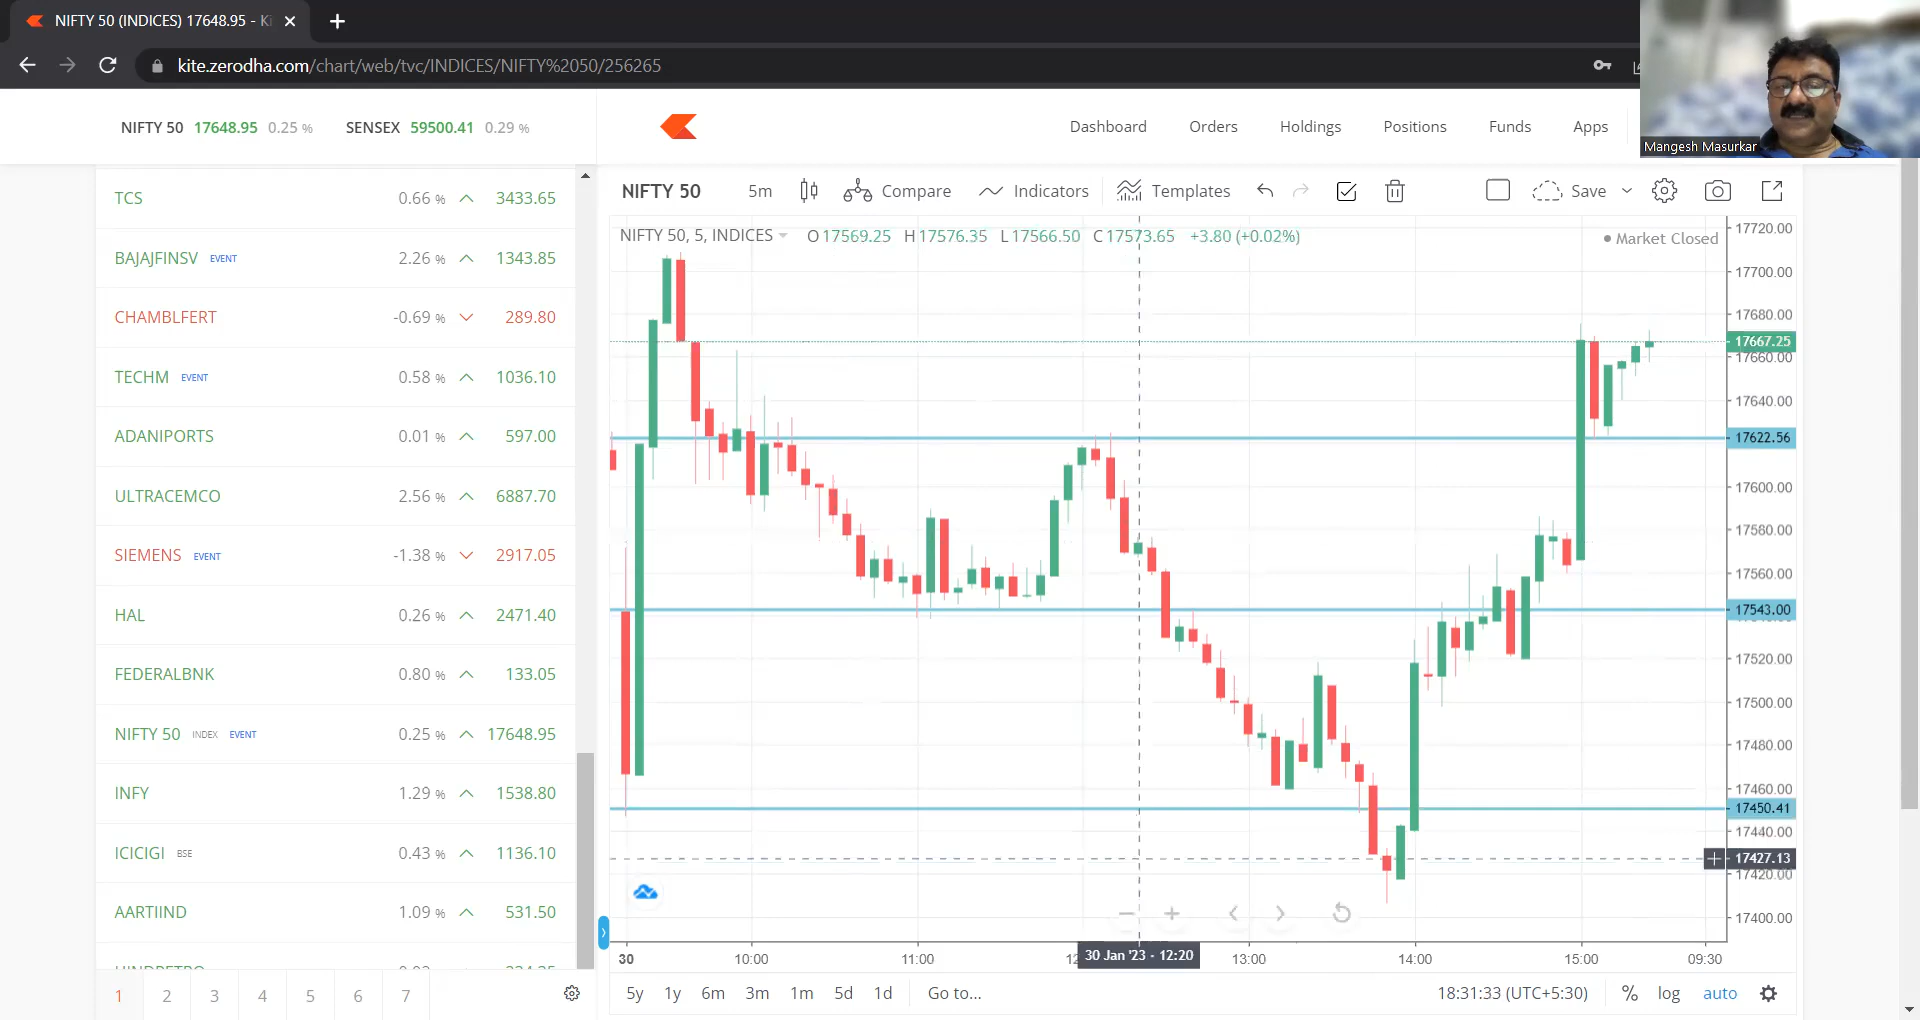 NIFTY 50 (INDICES) 17648.95 - Ki
kite.zerodha.com/chart/web/tvc/INDICES/NIFTY%2050/256265
NIFTY 50 17648.95 0.25 % SENSEX 59500.41 0.29 %
Dashboard Orders Holdings Positions Funds Apps
Mangesh Masurkar
TCS 0.66 % 3433.65
BAJAJFINSV EVENT 2.26 % 1343.85
CHAMBLFERT -0.69 % 289.80
TECHM EVENT 0.58 % 1036.10
ADANIPORTS 0.01 % 597.00
ULTRACEMCO 2.56 % 6887.70
SIEMENS EVENT -1.38 % 2917.05
HAL 0.26 % 2471.40
FEDERALBNK 0.80 % 133.05
NIFTY 50 INDEX EVENT 0.25 % 17648.95
INFY 1.29 % 1538.80
ICICIGI BSE 0.43 % 1136.10
AARTIIND 1.09 % 531.50
1 2 3 4 5 6 7
NIFTY 50 5m Compare Indicators Templates Save
NIFTY 50, 5, INDICES O 17569.25 H 17576.35 L 17566.50 C 17573.65 +3.80 (+0.02%)
Market Closed
17720.00
17700.00
17680.00
17667.25
17660.00
17640.00
17622.56
17600.00
17580.00
17560.00
17543.00
17520.00
17500.00
17480.00
17460.00
17450.41
17440.00
17427.13
17420.00
17400.00
30 10:00 11:00 30 Jan '23 - 12:20 13:00 14:00 15:00 09:30
5y 1y 6m 3m 1m 5d 1d Go to... 18:31:33 (UTC+5:30) % log auto